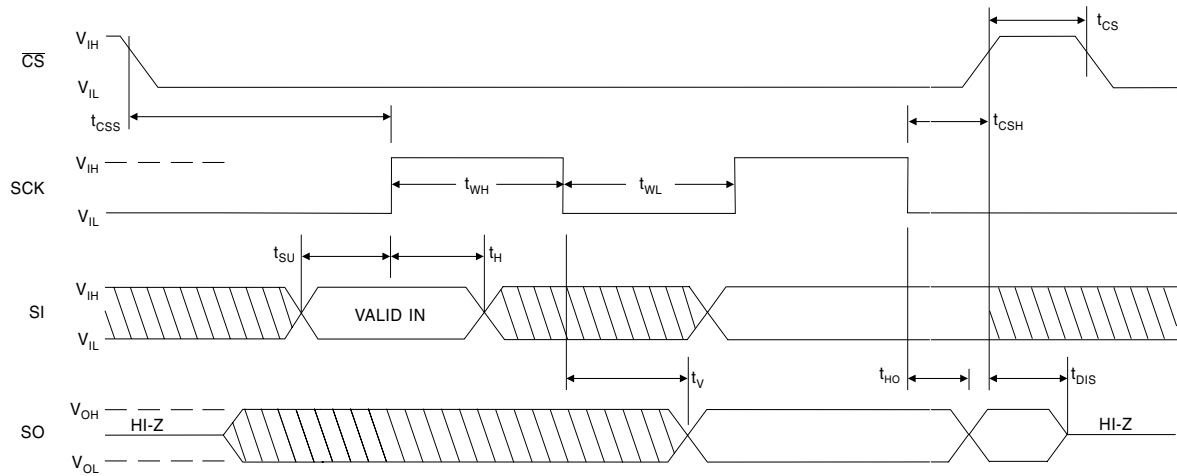 t_CS
V_IH
CS
V_IL
t_CSS
t_CSH
V_IH
SCK
t_WH
t_WL
V_IL
t_SU
t_H
V_IH
SI
VALID IN
V_IL
t_V
t_HO
t_DIS
V_OH
SO
HI-Z
HI-Z
V_OL